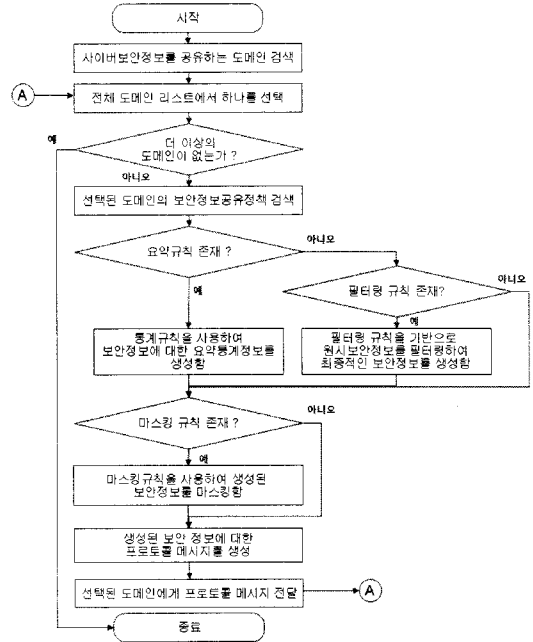 시작
사이버보안정보를 공유하는 도메인 검색
A
전체 도메인 리스트에서 하나를 선택
예
더 이상의
도메인이 없는가 ?
아니오
선택된 도메인의 보안정보공유정책 검색
요약규칙 존재 ?
아니오
예
필터링 규칙 존재?
아니오
예
통계규칙을 사용하여
보안정보에 대한 요약통계정보를
생성함
필터링 규칙을 기반으로
원시보안정보를 필터링하여
최종적인 보안정보를 생성함
마스킹 규칙 존재 ?
아니오
예
마스킹규칙을 사용하여 생성된
보안정보를 마스킹함
생성된 보안 정보에 대한
프로토콜 메시지를 생성
선택된 도메인에게 프로토콜 메시지 전달
A
종료